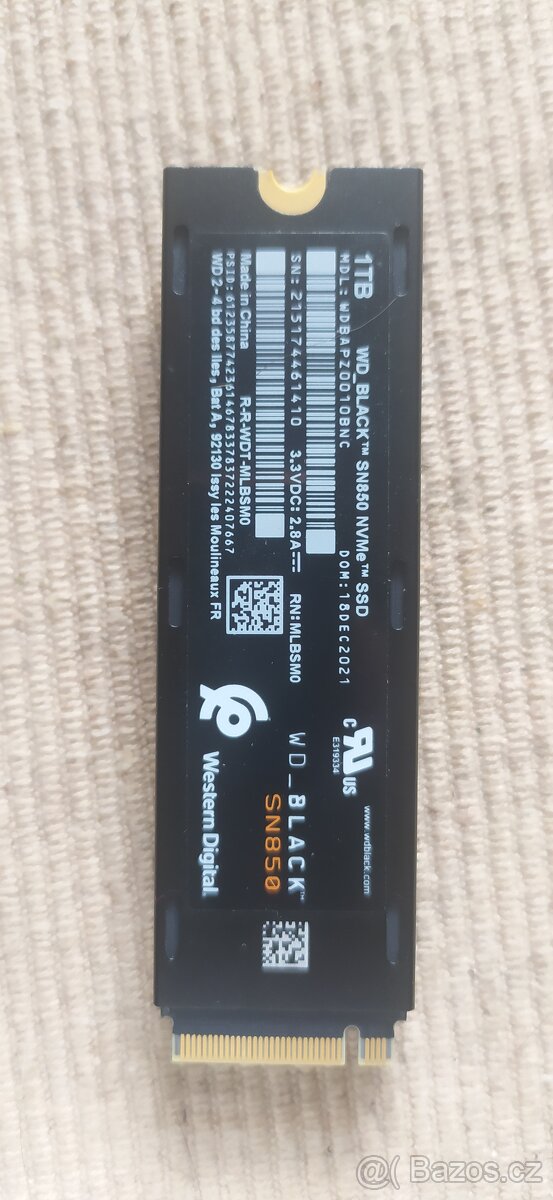 1TB WD_BLACK™ SN850 NVMe™ SSD
MDL: WDBAPZ0010BNC DOM:18DEC2021
SN: 215174461410 3.3VDC: 2.8A RN:MLBSM0
Made in China R-R-WDT-MLBSM0
PSID: 61235877423614678337837222407667
WD 2-4 bd des Iles, Bat A, 92130 Issy les Moulineaux FR
www.wdblack.com
C US
E319334
WD_BLACK™
SN850
Western Digital.
@( Bazos.cz